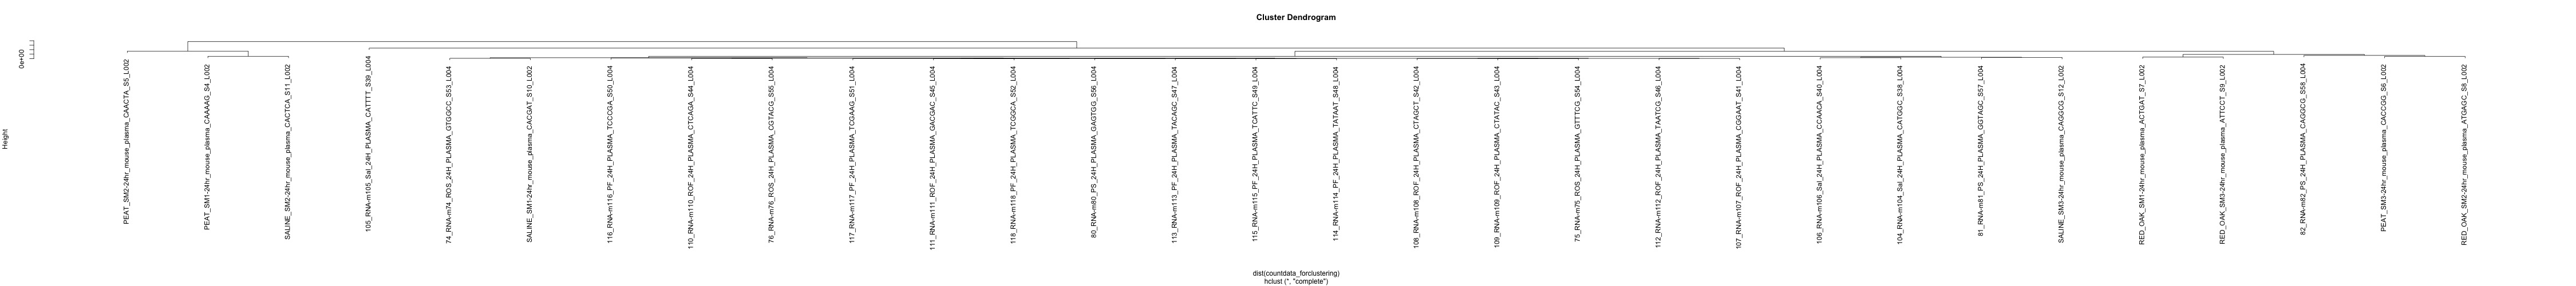 Cluster Dendrogram
Height
0e+00
PEAT_SM2-24hr_mouse_plasma_CAACTA_S5_L002
PEAT_SM1-24hr_mouse_plasma_CAAAAG_S4_L002
SALINE_SM2-24hr_mouse_plasma_CACTCA_S11_L002
105_RNA-m105_Sal_24H_PLASMA_CATTTT_S39_L004
74_RNA-m74_ROS_24H_PLASMA_GTGGCC_S53_L004
SALINE_SM1-24hr_mouse_plasma_CACGAT_S10_L002
116_RNA-m116_PF_24H_PLASMA_TCCCGA_S50_L004
110_RNA-m110_ROF_24H_PLASMA_CTCAGA_S44_L004
76_RNA-m76_ROS_24H_PLASMA_CGTACG_S55_L004
117_RNA-m117_PF_24H_PLASMA_TCGAAG_S51_L004
111_RNA-m111_ROF_24H_PLASMA_GACGAC_S45_L004
118_RNA-m118_PF_24H_PLASMA_TCGGCA_S52_L004
80_RNA-m80_PS_24H_PLASMA_GAGTGG_S56_L004
113_RNA-m113_PF_24H_PLASMA_TACAGC_S47_L004
115_RNA-m115_PF_24H_PLASMA_TCATTC_S49_L004
114_RNA-m114_PF_24H_PLASMA_TATAAT_S48_L004
108_RNA-m108_ROF_24H_PLASMA_CTAGCT_S42_L004
109_RNA-m109_ROF_24H_PLASMA_CTATAC_S43_L004
75_RNA-m75_ROS_24H_PLASMA_GTTTCG_S54_L004
112_RNA-m112_ROF_24H_PLASMA_TAATCG_S46_L004
107_RNA-m107_ROF_24H_PLASMA_CGGAAT_S41_L004
106_RNA-m106_Sal_24H_PLASMA_CCAACA_S40_L004
104_RNA-m104_Sal_24H_PLASMA_CATGGC_S38_L004
81_RNA-m81_PS_24H_PLASMA_GGTAGC_S57_L004
SALINE_SM3-24hr_mouse_plasma_CAGGCG_S12_L002
RED_OAK_SM1-24hr_mouse_plasma_ACTGAT_S7_L002
RED_OAK_SM3-24hr_mouse_plasma_ATTCCT_S9_L002
82_RNA-m82_PS_24H_PLASMA_CAGGCG_S58_L004
PEAT_SM3-24hr_mouse_plasma_CACCGG_S6_L002
RED_OAK_SM2-24hr_mouse_plasma_ATGAGC_S8_L002
dist(countdata_forclustering)
hclust (*, "complete")